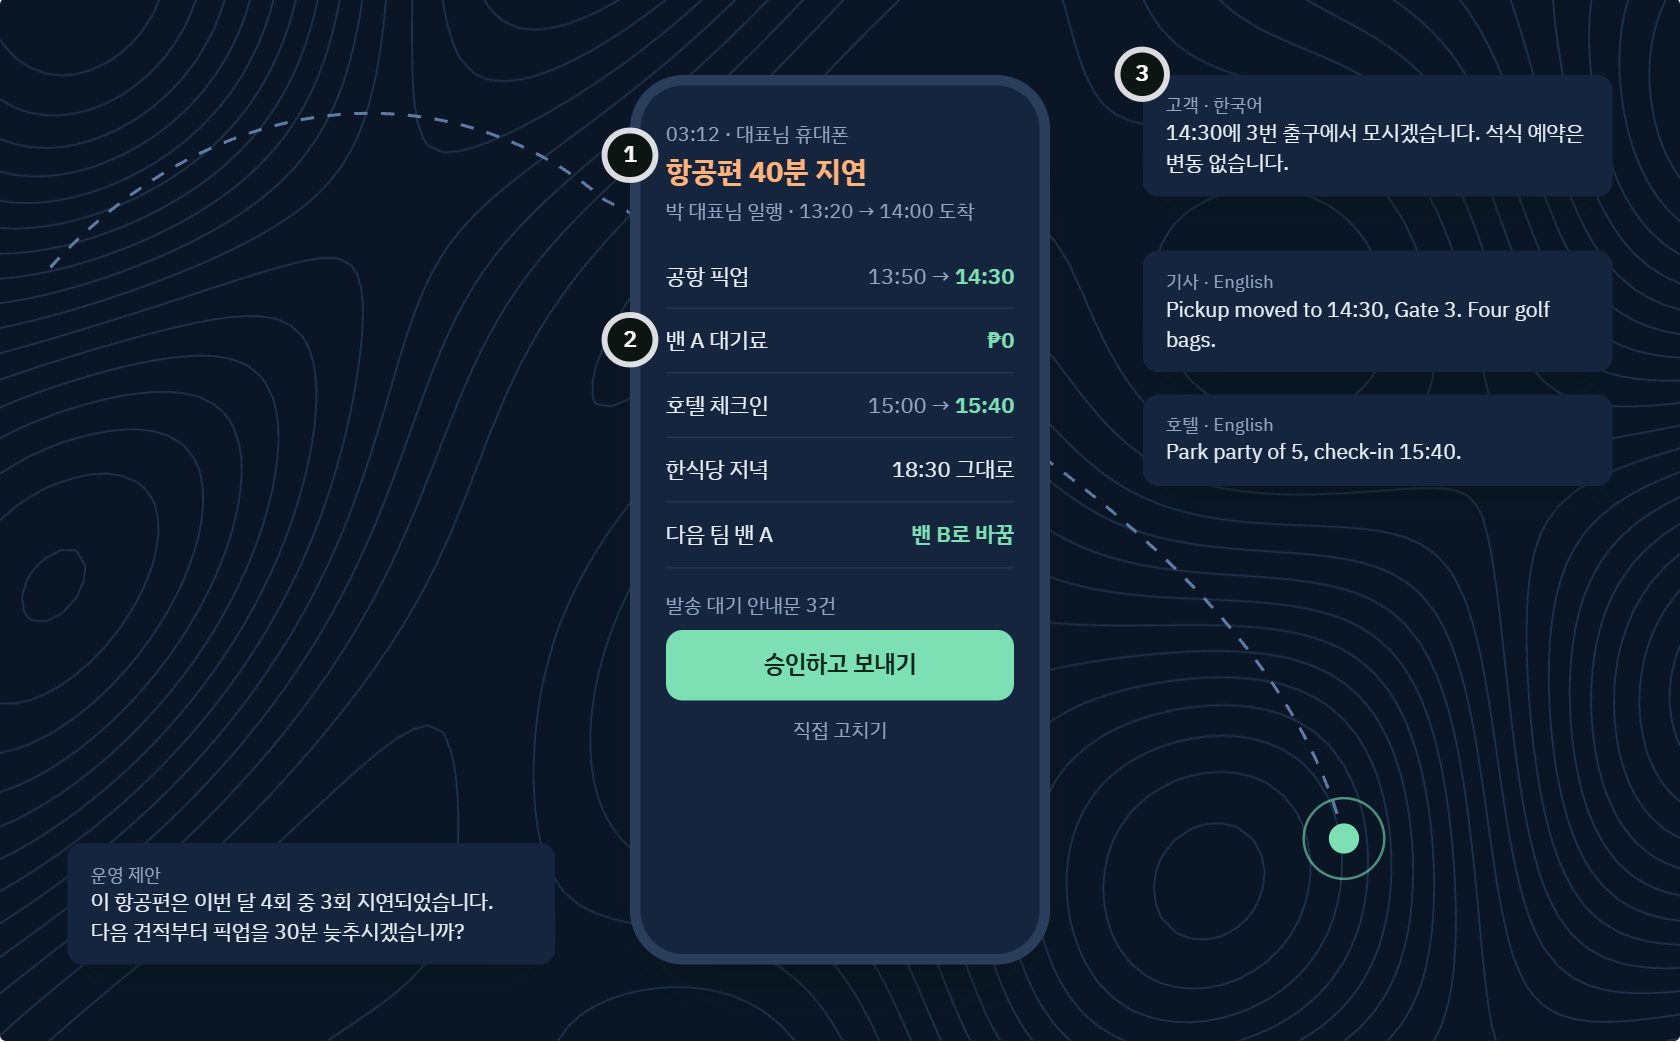 1
03:12 · 대표님 휴대폰
항공편 40분 지연
박 대표님 일행 · 13:20 → 14:00 도착
공항 픽업 13:50 → 14:30
2
밴 A 대기료 ₱0
호텔 체크인 15:00 → 15:40
한식당 저녁 18:30 그대로
다음 팀 밴 A 밴 B로 바꿈
발송 대기 안내문 3건
승인하고 보내기
직접 고치기
3
고객 · 한국어
14:30에 3번 출구에서 모시겠습니다. 석식 예약은
변동 없습니다.
기사 · English
Pickup moved to 14:30, Gate 3. Four golf
bags.
호텔 · English
Park party of 5, check-in 15:40.
운영 제안
이 항공편은 이번 달 4회 중 3회 지연되었습니다.
다음 견적부터 픽업을 30분 늦추시겠습니까?